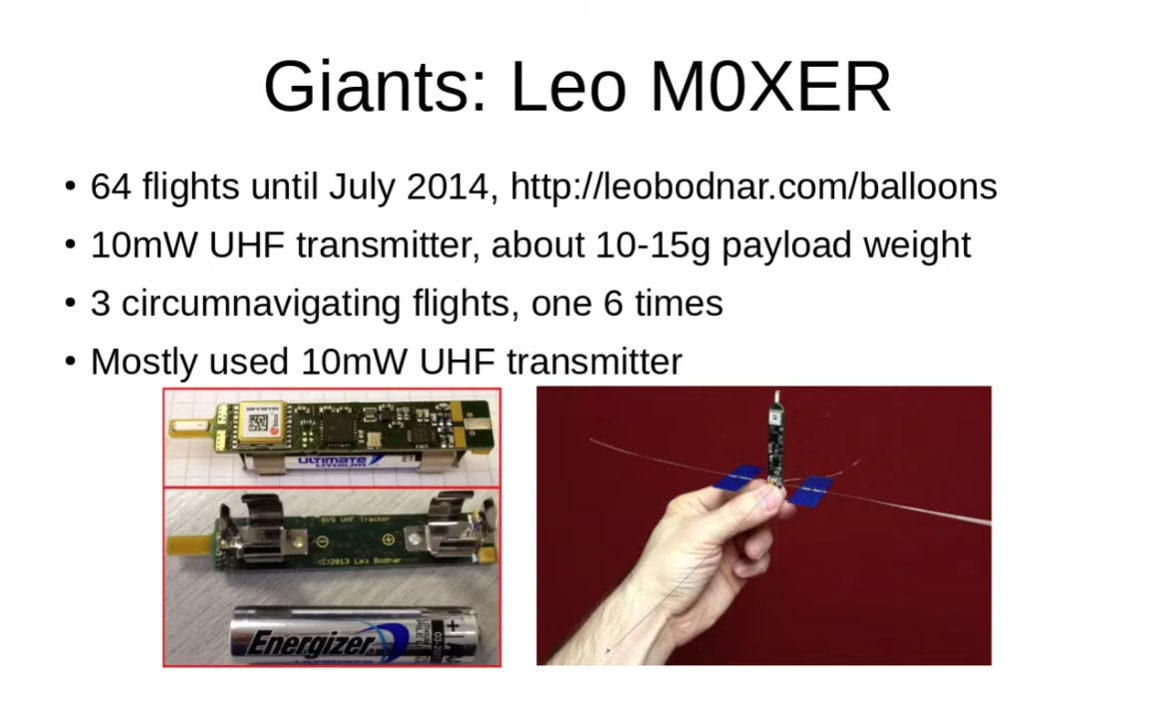 Giants: Leo M0XER
• 64 flights until July 2014, http://leobodnar.com/balloons
• 10mW UHF transmitter, about 10-15g payload weight
• 3 circumnavigating flights, one 6 times
• Mostly used 10mW UHF transmitter
ULTIMATE
LITHIUM
GPS UHF Tracker
(C)2013 Leo Bodnar
Energizer